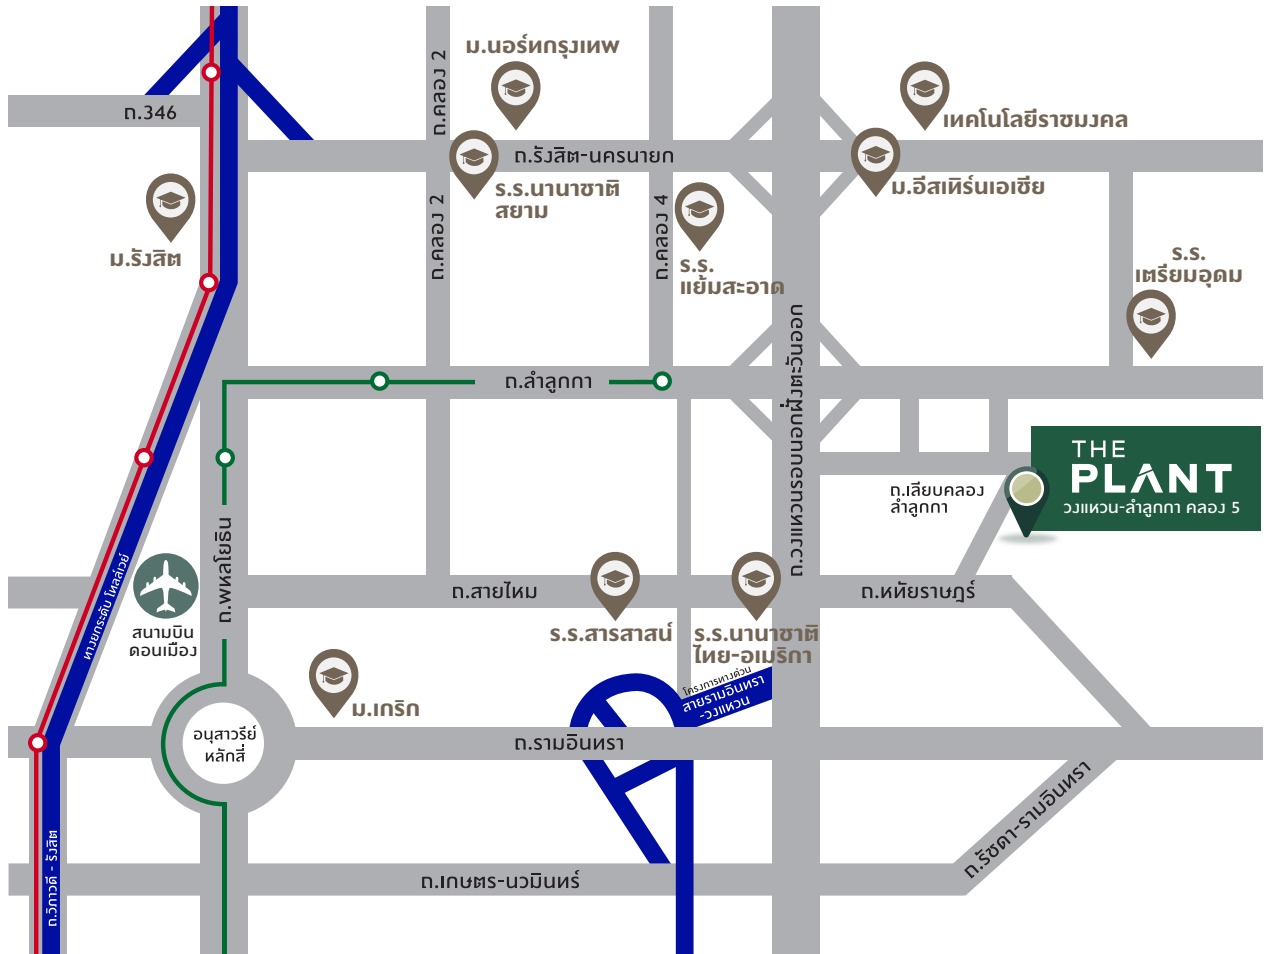 ม.นอร์ทกรุงเทพ
ถ.คลอง 2
ถ.346
เทคโนโลยีราชมงคล
ถ.รังสิต-นครนายก
ร.ร.นานาชาติ
สยาม
ม.อีสเทิร์นเอเชีย
ถ.คลอง 2
ถ.คลอง 4
ม.รังสิต
ร.ร.
แย้มสะอาด
ร.ร.
เตรียมอุดม
ถ.วงแหวนรอบนอกฝั่งตะวันออก
ถ.ลำลูกกา
THE
PLANT
วงแหวน-ลำลูกกา คลอง 5
ถ.เลียบคลอง
ลำลูกกา
ถ.พหลโยธิน
ทางยกระดับ โทลล์เวย์
สนามบิน
ดอนเมือง
ถ.สายไหม
ถ.หทัยราษฎร์
ร.ร.สารสาสน์
ร.ร.นานาชาติ
ไทย-อเมริกา
โครงการทางด่วน
สายรามอินทรา
-วงแหวน
ม.เกริก
อนุสาวรีย์
หลักสี่
ถ.รามอินทรา
ถ.รัชดา-รามอินทรา
ถ.วิภาวดี - รังสิต
ถ.เกษตร-นวมินทร์